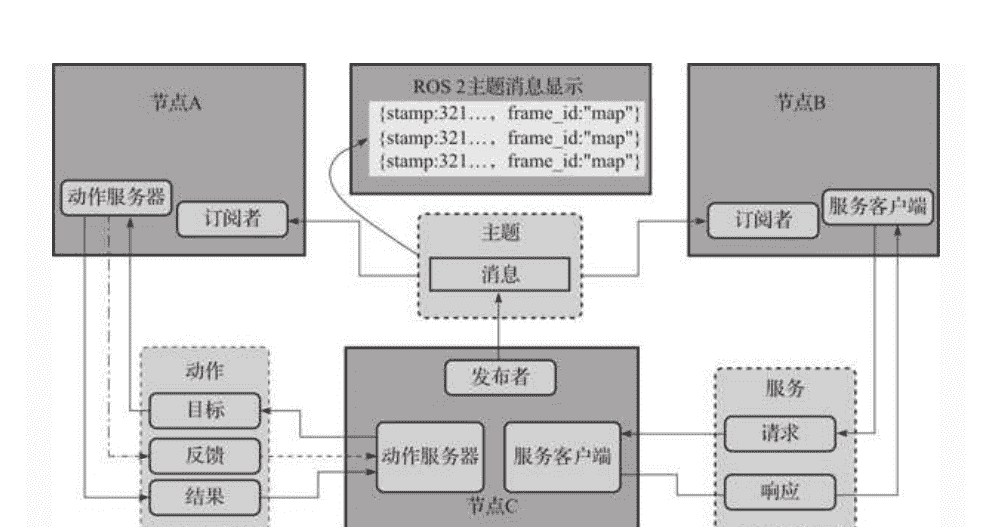 节点A
ROS 2主题消息显示
{stamp:321…，frame_id:"map"}
{stamp:321…，frame_id:"map"}
{stamp:321…，frame_id:"map"}
节点B
动作服务器
订阅者
主题
消息
订阅者
服务客户端
动作
目标
反馈
结果
发布者
动作服务器
服务客户端
节点C
服务
请求
响应